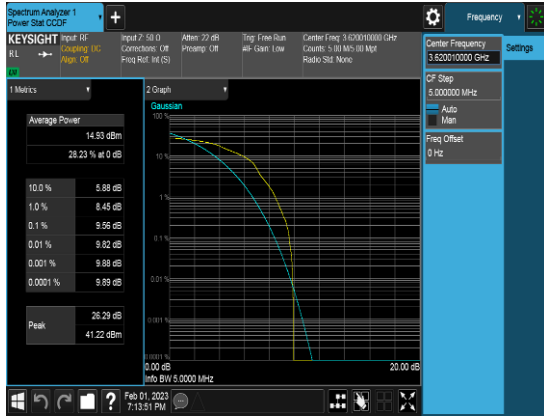 Spectrum Analyzer 1
Power Stat CCDF
+
Frequency
KEYSIGHT
RL
Input: RF
Coupling: DC
Align: Off
Input Z: 50 Ω
Corrections: Off
Freq Ref: Int (S)
Atten: 22 dB
Preamp: Off
Trig: Free Run
#IF Gain: Low
Center Freq: 3.620010000 GHz
Counts: 5.00 M/5.00 Mpt
Radio Std: None
1 Metrics
Average Power
14.93 dBm
28.23 % at 0 dB
10.0 % 5.88 dB
1.0 % 8.45 dB
0.1 % 9.56 dB
0.01 % 9.82 dB
0.001 % 9.88 dB
0.0001 % 9.89 dB
Peak
26.29 dB
41.22 dBm
2 Graph
Gaussian
100 %
10 %
1 %
0.1 %
0.01 %
0.001 %
0.0001 %
0.00 dB
20.00 dB
Info BW 5.0000 MHz
Center Frequency
3.620010000 GHz
Settings
CF Step
5.000000 MHz
Auto
Man
Freq Offset
0 Hz
?
Feb 01, 2023
7:13:51 PM